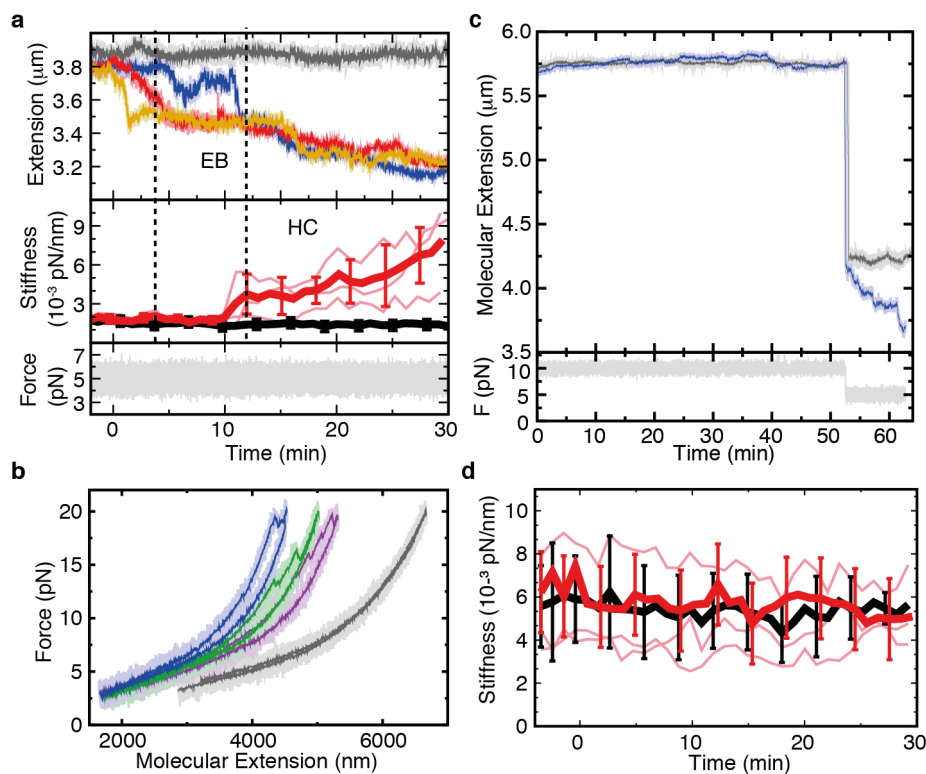 a
Extension (μm)
3.8
3.6
3.4
3.2
EB
Stiffness
(10⁻³ pN/nm)
9
6
3
HC
Force
(pN)
7
5
3
0 10 20 30
Time (min)
b
Force (pN)
20
15
10
5
0
2000 4000 6000
Molecular Extension (nm)
c
Molecular Extension (μm)
6.0
5.75
4.25
4.0
3.5
F (pN)
10
5
0
0 10 20 30 40 50 60
Time (min)
d
Stiffness (10⁻³ pN/nm)
10
8
6
4
2
0
0 10 20 30
Time (min)